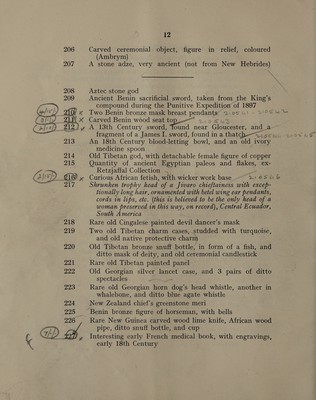 12
206 Carved ceremonial object, figure in relief, coloured
(Ambrym)
207 A stone adze, very ancient (not from New Hebrides)
208 Aztec stone god
209 Ancient Benin sacrificial sword, taken from the King's
compound during the Punitive Expedition of 1897
210 x Two Benin bronze mask breast pendants
211 x Carved Benin wood seat top
212 x A 13th Century sword, found near Gloucester, and a
fragment of a James I. sword, found in a thatch
213 An 18th Century blood-letting bowl, and an old ivory
medicine spoon
214 Old Tibetan god, with detachable female figure of copper
215 Quantity of ancient Egyptian paleo and flakes, ex-
Retzjaffal Collection
216 x Curious African fetish, with wicker work base
217 Shrunken trophy head of a Jivaro chieftainess with excep-
tionally long hair, ornamented with betel wing ear pendants,
cords in lips, etc. (this is believed to be the only head of a
woman preserved in this way, on record), Central Ecuador,
South America
218 Rare old Cingalese painted devil dancer's mask
219 Two old Tibetan charm cases, studded with turquoise,
and old native protective charm
220 Old Tibetan bronze snuff bottle, in form of a fish, and
ditto mask of deity, and old ceremonial candlestick
221 Rare old Tibetan painted panel
222 Old Georgian silver lancet case, and 3 pairs of ditto
spectacles
223 Rare old Georgian horn dog's head whistle, another in
whalebone, and ditto blue agate whistle
224 New Zealand chief's greenstone meri
225 Benin bronze figure of horseman, with bells
226 Rare New Guinea carved wood lime knife, African wood
pipe, ditto snuff bottle, and cup
227 x Interesting early French medical book, with engravings,
early 18th Century